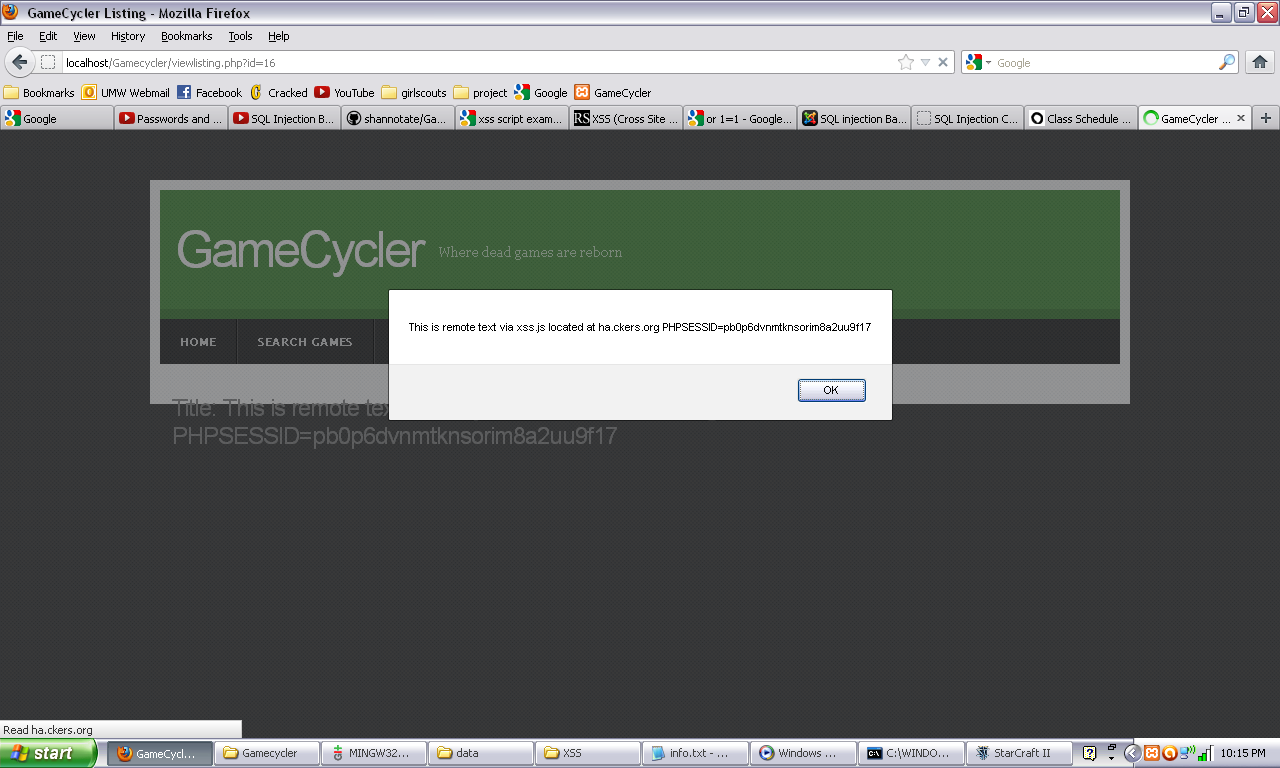 GameCycler Listing - Mozilla Firefox
File Edit View History Bookmarks Tools Help
localhost/Gamecycler/viewlisting.php?id=11
Google
Bookmarks UMW Webmail Facebook Cracked YouTube girlscouts project Google GameCycler
Google Passwords and ... SQL Injection B... shannotate/Ga... xss script exam... XSS (Cross Site ... or 1=1 - Google... SQL injection Ba... SQL Injection C... Class Schedule ... GameCycler ...
GameCycler Where dead games are reborn
This is remote text via xss.js located at ha.ckers.org PHPSESSID=pb0p6dvnmtknsorim8a2uu9f17
HOME SEARCH GAMES
OK
Title: This is remote tex
PHPSESSID=pb0p6dvnmtknsorim8a2uu9f17
Read ha.ckers.org
start GameCycl... Gamecycler MINGW32... data XSS info.txt - ... Windows ... C:\WINDO... StarCraft II 10:15 PM